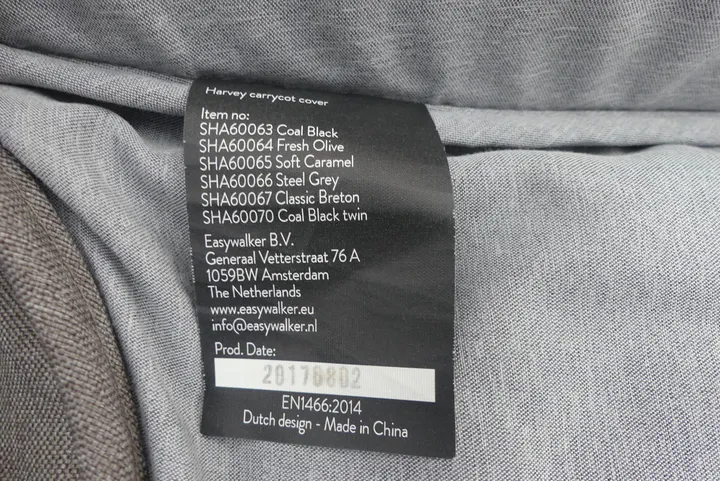 Harvey carrycot cover
Item no:
SHA60063 Coal Black
SHA60064 Fresh Olive
SHA60065 Soft Caramel
SHA60066 Steel Grey
SHA60067 Classic Breton
SHA60070 Coal Black twin
Easywalker B.V.
Generaal Vetterstraat 76 A
1059BW Amsterdam
The Netherlands
www.easywalker.eu
info@easywalker.nl
Prod. Date:
20170802
EN1466:2014
Dutch design - Made in China